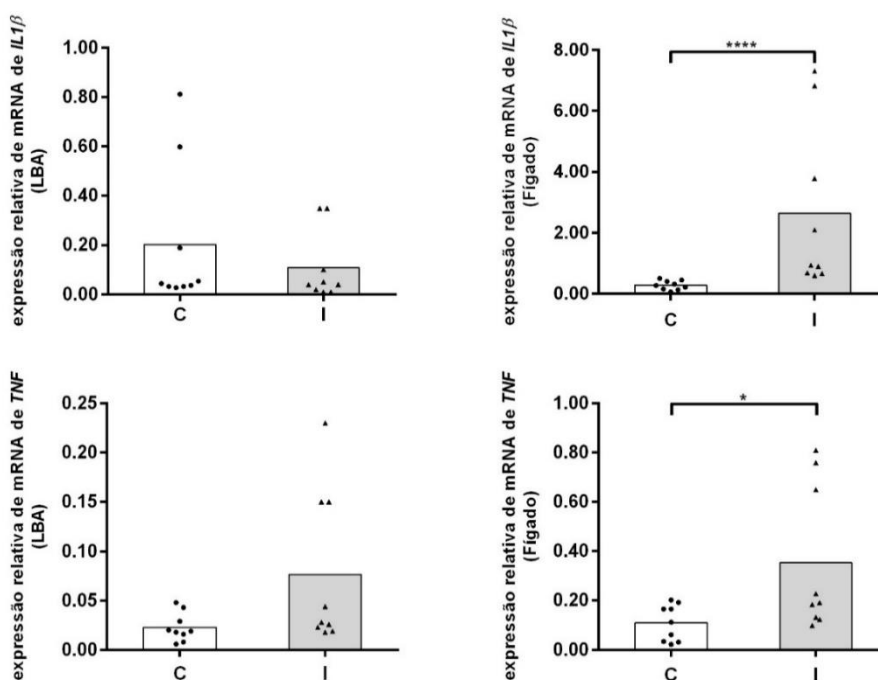 expressão relativa de mRNA de IL1β
(LBA)
1.00
0.80
0.60
0.40
0.20
0.00
C I
expressão relativa de mRNA de IL1β
(Fígado)
8.00
6.00
4.00
2.00
0.00
****
C I
expressão relativa de mRNA de TNF
(LBA)
0.25
0.20
0.15
0.10
0.05
0.00
C I
expressão relativa de mRNA de TNF
(Fígado)
1.00
0.80
0.60
0.40
0.20
0.00
*
C I